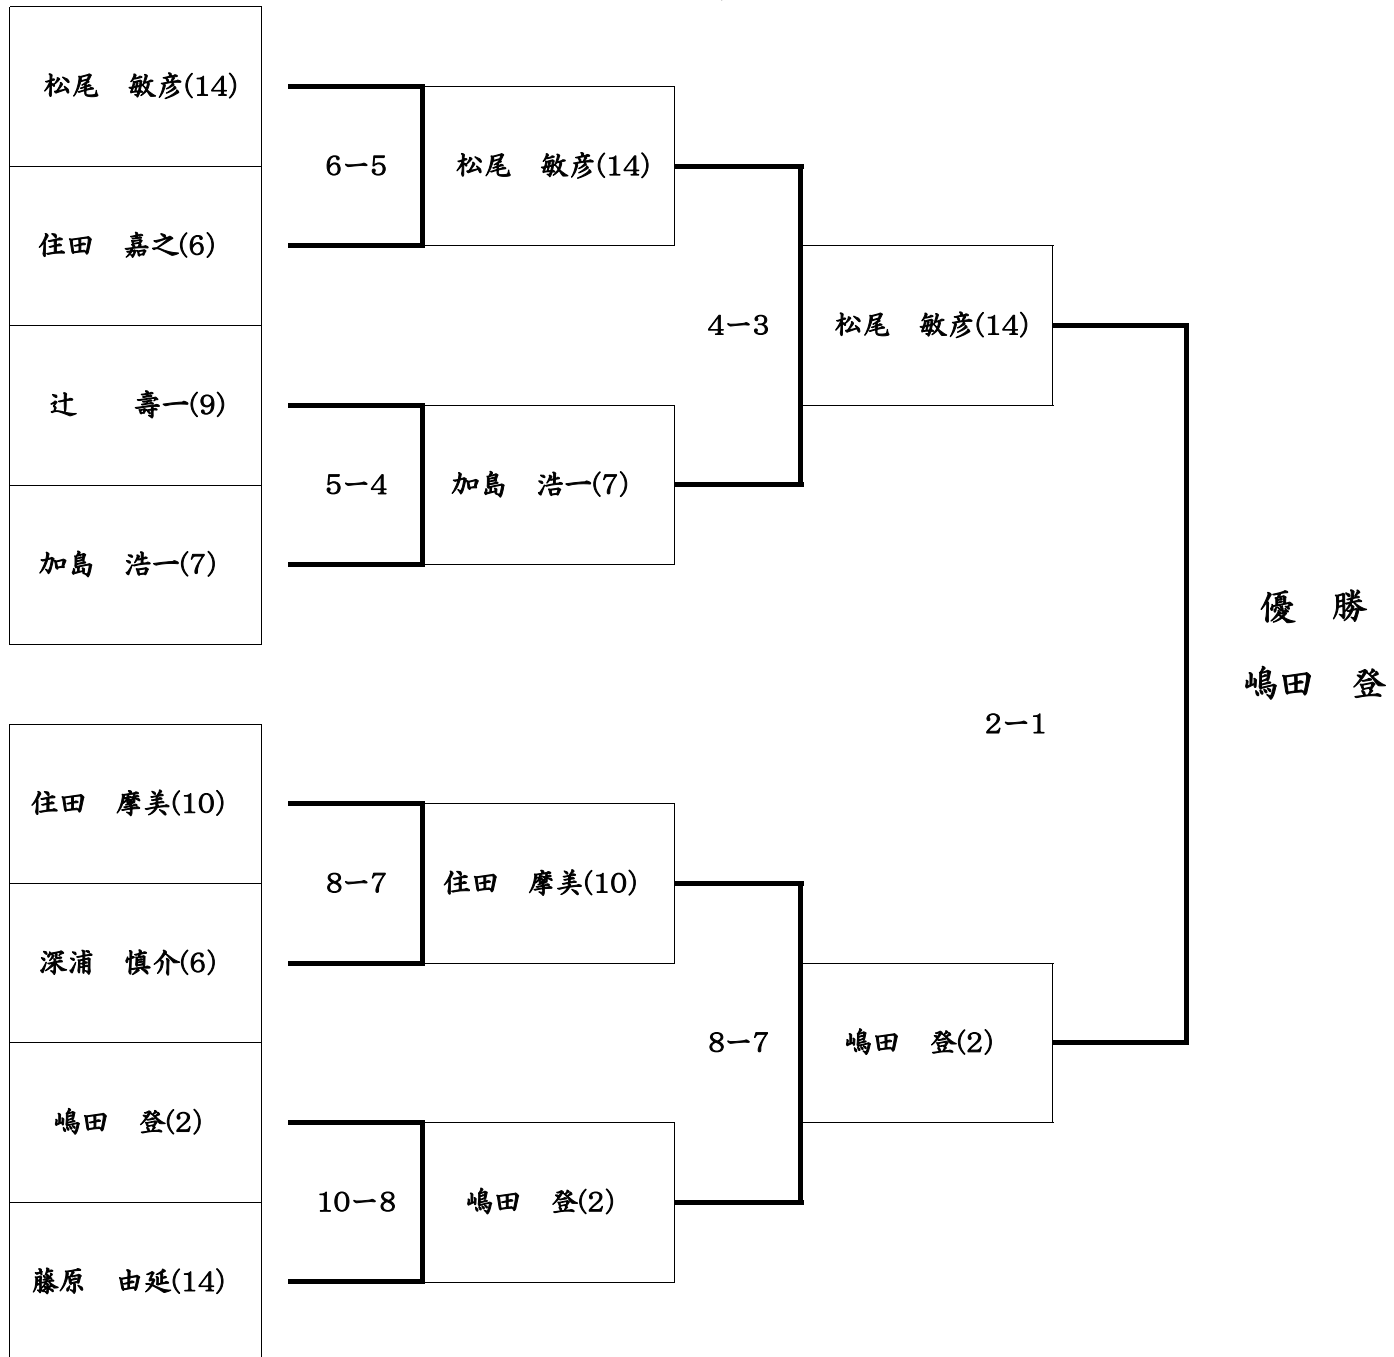 松尾　敏彦(14)
6ー5
松尾　敏彦(14)
住田　嘉之(6)
4ー3
松尾　敏彦(14)
辻　　壽一(9)
5ー4
加島　浩一(7)
加島　浩一(7)
優　勝
嶋田　登
2ー1
住田　摩美(10)
8ー7
住田　摩美(10)
深浦　慎介(6)
8ー7
嶋田　登(2)
嶋田　登(2)
10ー8
嶋田　登(2)
藤原　由延(14)